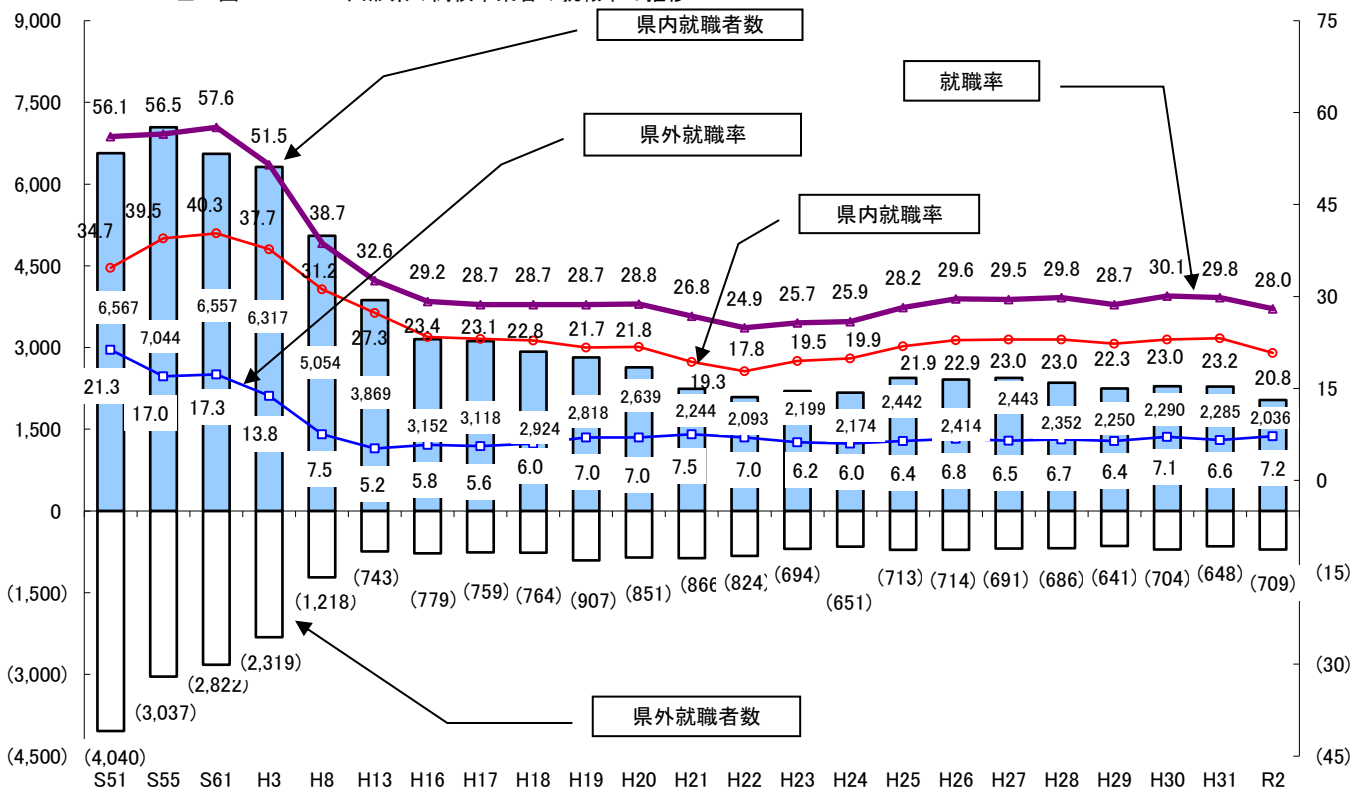 県内就職者数
就職率
県外就職率
県内就職率
県外就職者数
9,000
7,500
6,000
4,500
3,000
1,500
0
(1,500)
(3,000)
(4,500)
75
60
45
30
15
0
(15)
(30)
(45)
56.1 56.5 57.6 51.5 38.7 32.6 29.2 28.7 28.7 28.7 28.8 26.8 24.9 25.7 25.9 28.2 29.6 29.5 29.8 28.7 30.1 29.8 28.0
34.7 39.5 40.3 37.7 31.2 27.3 23.4 23.1 22.8 21.7 21.8 19.3 17.8 19.5 19.9 21.9 22.9 23.0 23.0 22.3 23.0 23.2 20.8
6,567 7,044 6,557 6,317 5,054 3,869 3,152 3,118 2,924 2,818 2,639 2,244 2,093 2,199 2,174 2,442 2,414 2,443 2,352 2,250 2,290 2,285 2,036
21.3 17.0 17.3 13.8 7.5 5.2 5.8 5.6 6.0 7.0 7.0 7.5 7.0 6.2 6.0 6.4 6.8 6.5 6.7 6.4 7.1 6.6 7.2
(4,040) (3,037) (2,822) (2,319) (1,218) (743) (779) (759) (764) (907) (851) (866) (824) (694) (651) (713) (714) (691) (686) (641) (704) (648) (709)
S51 S55 S61 H3 H8 H13 H16 H17 H18 H19 H20 H21 H22 H23 H24 H25 H26 H27 H28 H29 H30 H31 R2